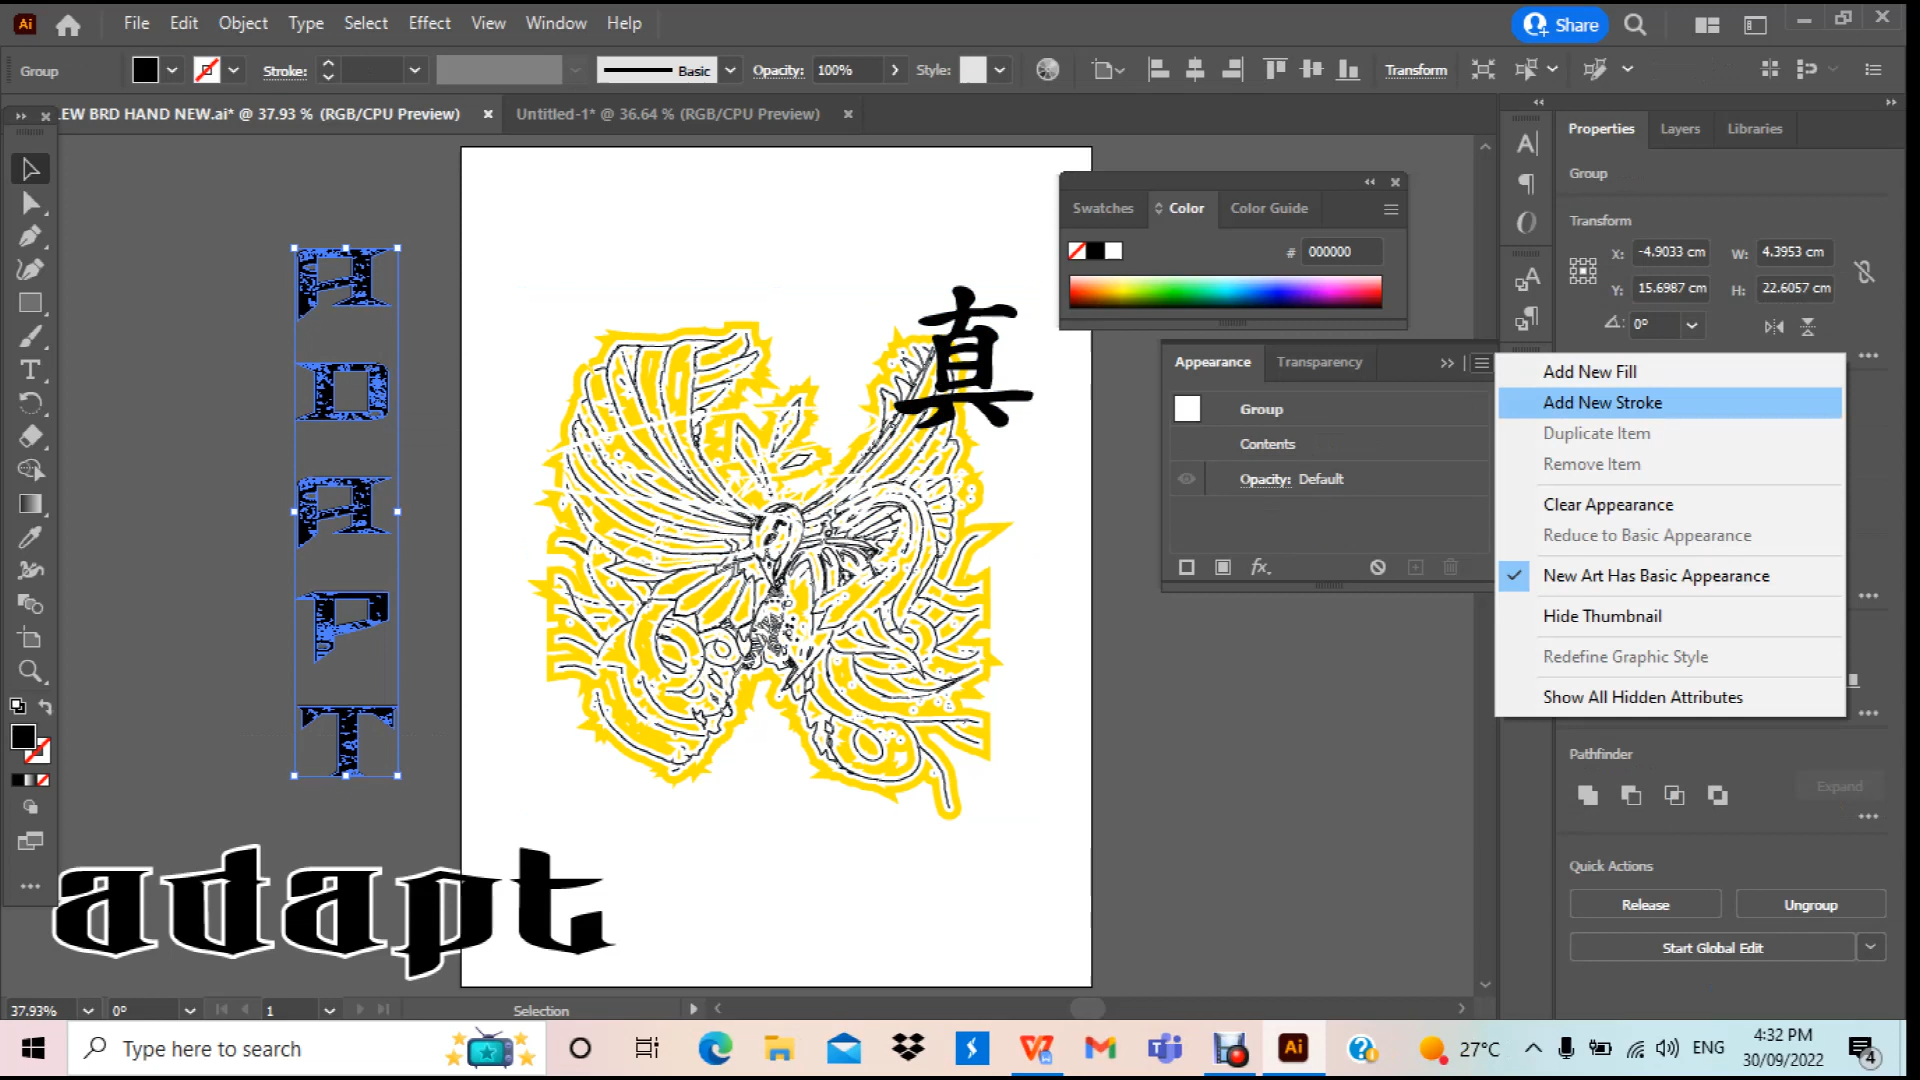 Ai File Edit Object Type Select Effect View Window Help Share
Group Stroke: Basic Opacity: 100% Style: Transform
EW BRD HAND NEW.ai* @ 37.93 % (RGB/CPU Preview) Untitled-1* @ 36.64 % (RGB/CPU Preview)
Properties Layers Libraries
Group
Transform
X: -4.9033 cm W: 4.3953 cm
Y: 15.6987 cm H: 22.6057 cm
0°
Swatches Color Color Guide
# 000000
Appearance Transparency
Group
Contents
Opacity: Default
fx.
Add New Fill
Add New Stroke
Duplicate Item
Remove Item
Clear Appearance
Reduce to Basic Appearance
New Art Has Basic Appearance
Hide Thumbnail
Redefine Graphic Style
Show All Hidden Attributes
Pathfinder
Expand
Quick Actions
Release Ungroup
Start Global Edit
A
D
A
P
T
真
adapt
37.93% 0° 1 Selection
Type here to search
Ai
27°C ENG
4:32 PM
30/09/2022
4